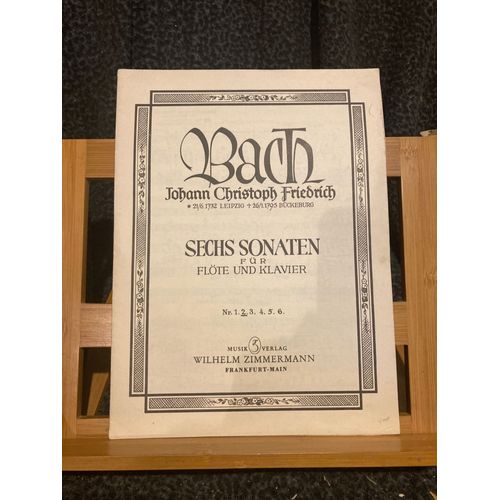 Bach
Johann Christoph Friedrich
* 21/6.1732 LEIPZIG + 26/1.1795 BÜCKEBURG
SECHS SONATEN
FÜR
FLÖTE UND KLAVIER
Nr. 1. 2. 3. 4. 5. 6.
MUSIK VERLAG
WILHELM ZIMMERMANN
FRANKFURT-MAIN